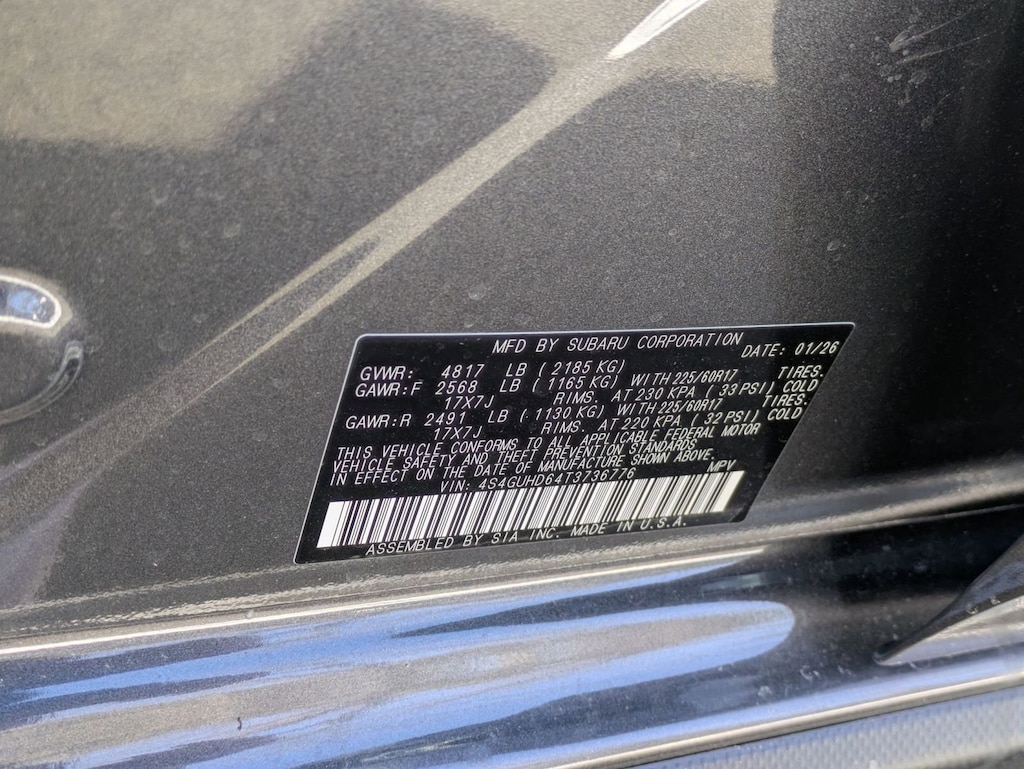 MFD BY SUBARU CORPORATION
DATE: 01/26
GVWR: 4817 LB ( 2185 KG)
GAWR:F 2568 LB ( 1165 KG) WITH 225/60R17 TIRES.
17X7J RIMS. AT 230 KPA ( 33 PSI) COLD
GAWR:R 2491 LB ( 1130 KG) WITH 225/60R17 TIRES.
17X7J RIMS. AT 220 KPA ( 32 PSI) COLD
THIS VEHICLE CONFORMS TO ALL APPLICABLE FEDERAL MOTOR
VEHICLE SAFETY AND THEFT PREVENTION STANDARDS
IN EFFECT ON THE DATE OF MANUFACTURE SHOWN ABOVE.
VIN: 4S4GUHD64T3736776 MPV
ASSEMBLED BY SIA INC. MADE IN U.S.A.